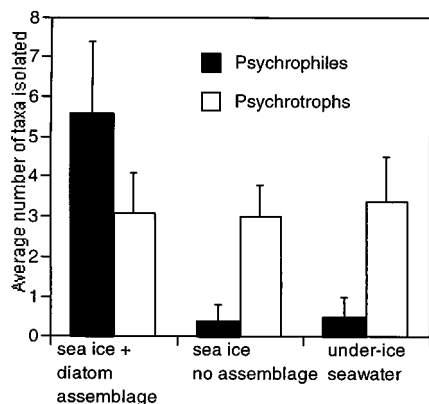 8
7
6
5
4
3
2
1
0
Average number of taxa isolated
Psychrophiles
Psychrotrophs
sea ice +
diatom
assemblage
sea ice
no assemblage
under-ice
seawater